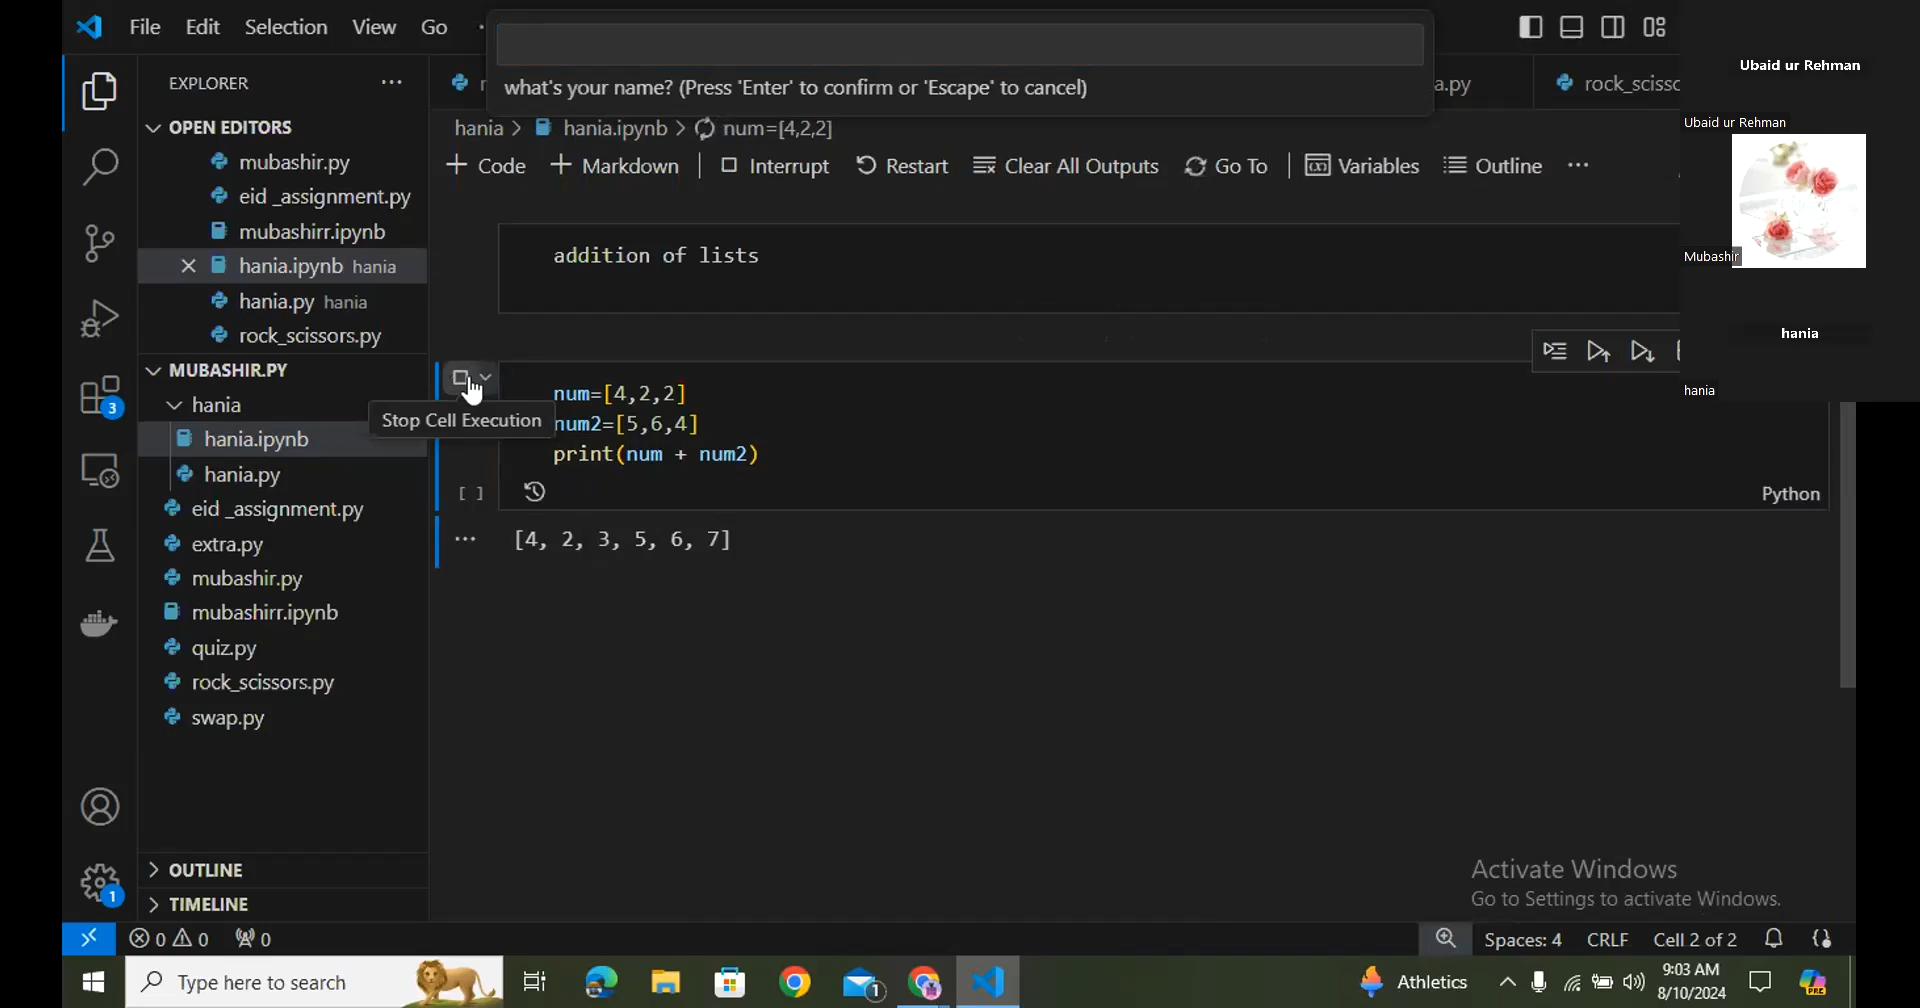 File Edit Selection View Go
what's your name? (Press 'Enter' to confirm or 'Escape' to cancel)
EXPLORER
a.py
OPEN EDITORS
mubashir.py
eid _assignment.py
mubashirr.ipynb
hania.ipynb hania
hania.py hania
rock_scissors.py
MUBASHIR.PY
hania
hania.ipynb
hania.py
eid _assignment.py
extra.py
mubashir.py
mubashirr.ipynb
quiz.py
rock_scissors.py
swap.py
OUTLINE
TIMELINE
3
1
hania > hania.ipynb > num=[4,2,2]
+ Code + Markdown Interrupt Restart Clear All Outputs Go To Variables Outline ...
addition of lists
Stop Cell Execution
num=[4,2,2]
num2=[5,6,4]
print(num + num2)
[ ]
Python
[4, 2, 3, 5, 6, 7]
Ubaid ur Rehman
Ubaid ur Rehman
Mubashir
hania
hania
Activate Windows
Go to Settings to activate Windows.
0 0 0
Spaces: 4 CRLF Cell 2 of 2
Type here to search
1
Athletics
9:03 AM
8/10/2024
PRE